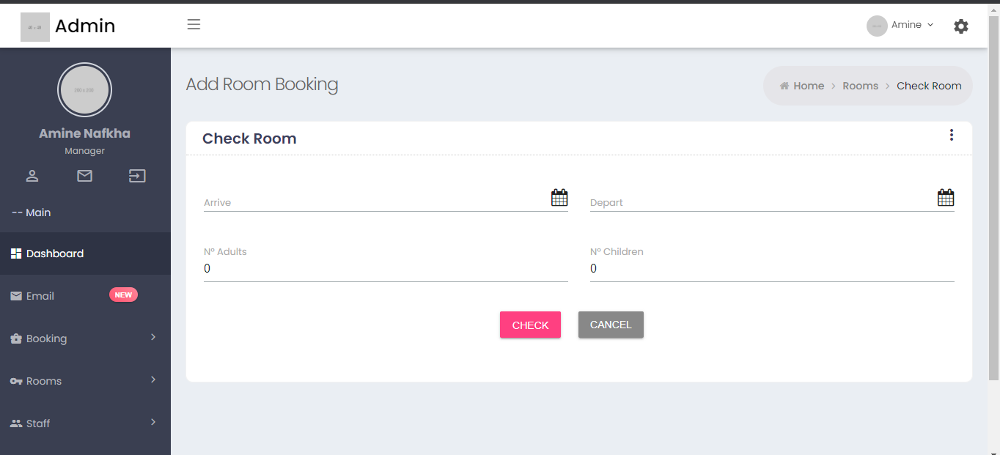 40 x 40 Admin
Amine
200 x 200
Amine Nafkha
Manager
-- Main
Dashboard
Email NEW
Booking
Rooms
Staff
Add Room Booking
Home > Rooms > Check Room
Check Room
Arrive
Depart
Nº Adults
0
Nº Children
0
CHECK
CANCEL